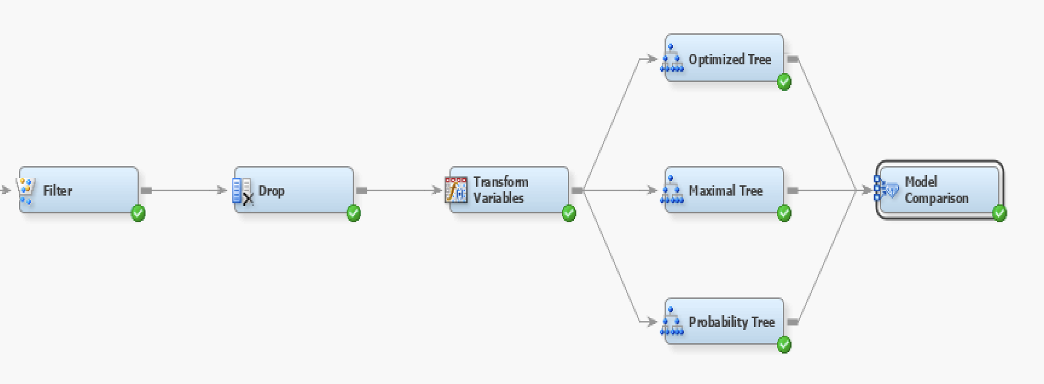 Filter
Drop
Transform
Variables
Optimized Tree
Maximal Tree
Probability Tree
Model
Comparison